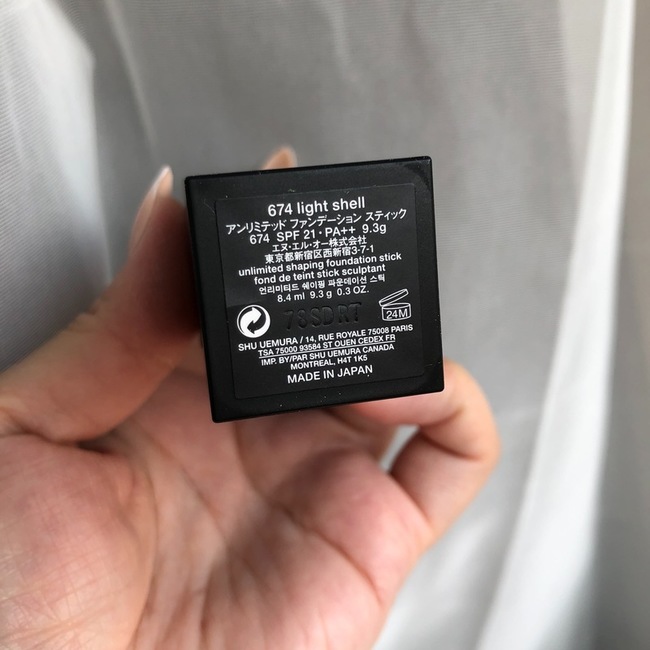 674 light shell
アンリミテッド ファンデーション スティック
674 SPF 21・PA++ 9.3g
エヌ・エル・オー株式会社
東京都新宿区西新宿3-7-1
unlimited shaping foundation stick
fond de teint stick sculptant
언리미티드 쉐이핑 파운데이션 스틱
8.4 ml 9.3 g 0.3 OZ.
24M
SHU UEMURA / 14, RUE ROYALE 75008 PARIS
TSA 75000 93584 ST OUEN CEDEX FR
IMP. BY/PAR SHU UEMURA CANADA
MONTREAL, H4T 1K5
MADE IN JAPAN